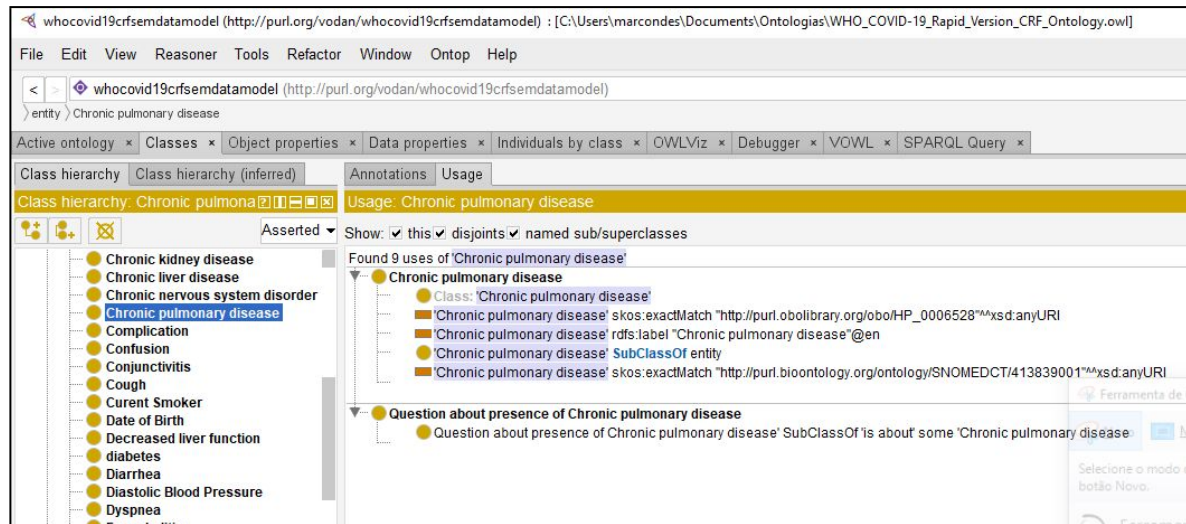 whocovid19crfsemdatamodel (http://purl.org/vodan/whocovid19crfsemdatamodel) : [C:\Users\marcondes\Documents\Ontologias\WHO_COVID-19_Rapid_Version_CRF_Ontology.owl]
File Edit View Reasoner Tools Refactor Window Ontop Help
< > whocovid19crfsemdatamodel (http://purl.org/vodan/whocovid19crfsemdatamodel)
entity Chronic pulmonary disease
Active ontology × Classes × Object properties × Data properties × Individuals by class × OWLViz × Debugger × VOWL × SPARQL Query ×
Class hierarchy Class hierarchy (inferred)
Class hierarchy: Chronic pulmona
Asserted
Chronic kidney disease
Chronic liver disease
Chronic nervous system disorder
Chronic pulmonary disease
Complication
Confusion
Conjunctivitis
Cough
Curent Smoker
Date of Birth
Decreased liver function
diabetes
Diarrhea
Diastolic Blood Pressure
Dyspnea
Annotations Usage
Usage: Chronic pulmonary disease
Show: this disjoints named sub/superclasses
Found 9 uses of 'Chronic pulmonary disease'
Chronic pulmonary disease
Class: 'Chronic pulmonary disease'
'Chronic pulmonary disease' skos:exactMatch "http://purl.obolibrary.org/obo/HP_0006528"^^xsd:anyURI
'Chronic pulmonary disease' rdfs:label "Chronic pulmonary disease"@en
'Chronic pulmonary disease' SubClassOf entity
'Chronic pulmonary disease' skos:exactMatch "http://purl.bioontology.org/ontology/SNOMEDCT/413839001"^^xsd:anyURI
Question about presence of Chronic pulmonary disease
Question about presence of Chronic pulmonary disease' SubClassOf 'is about' some 'Chronic pulmonary disease
Ferramenta de
Selecione o modo
botão Novo.